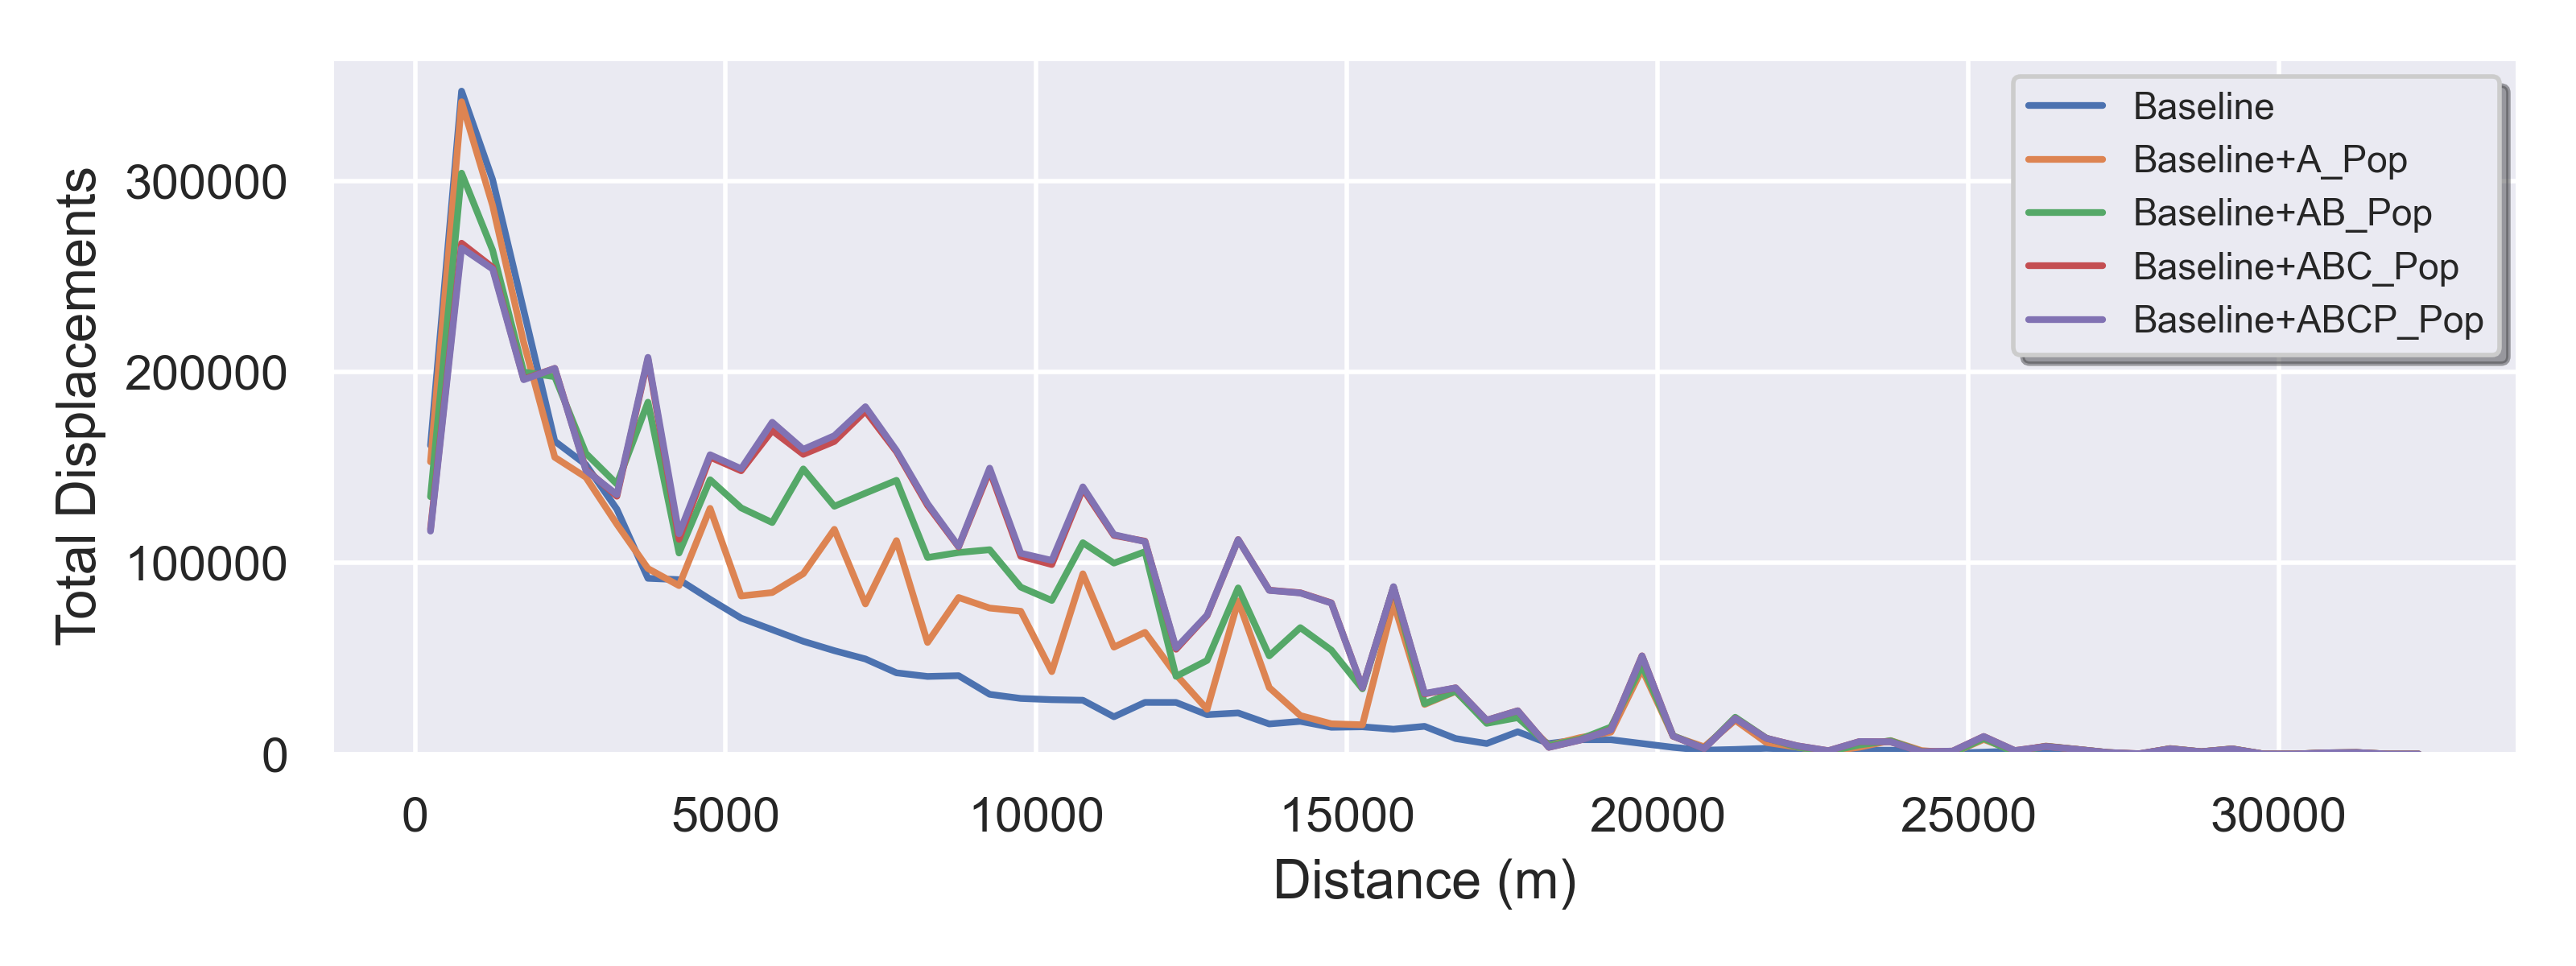 Total Displacements
300000
200000
100000
0
0 5000 10000 15000 20000 25000 30000
Distance (m)
Baseline
Baseline+A_Pop
Baseline+AB_Pop
Baseline+ABC_Pop
Baseline+ABCP_Pop